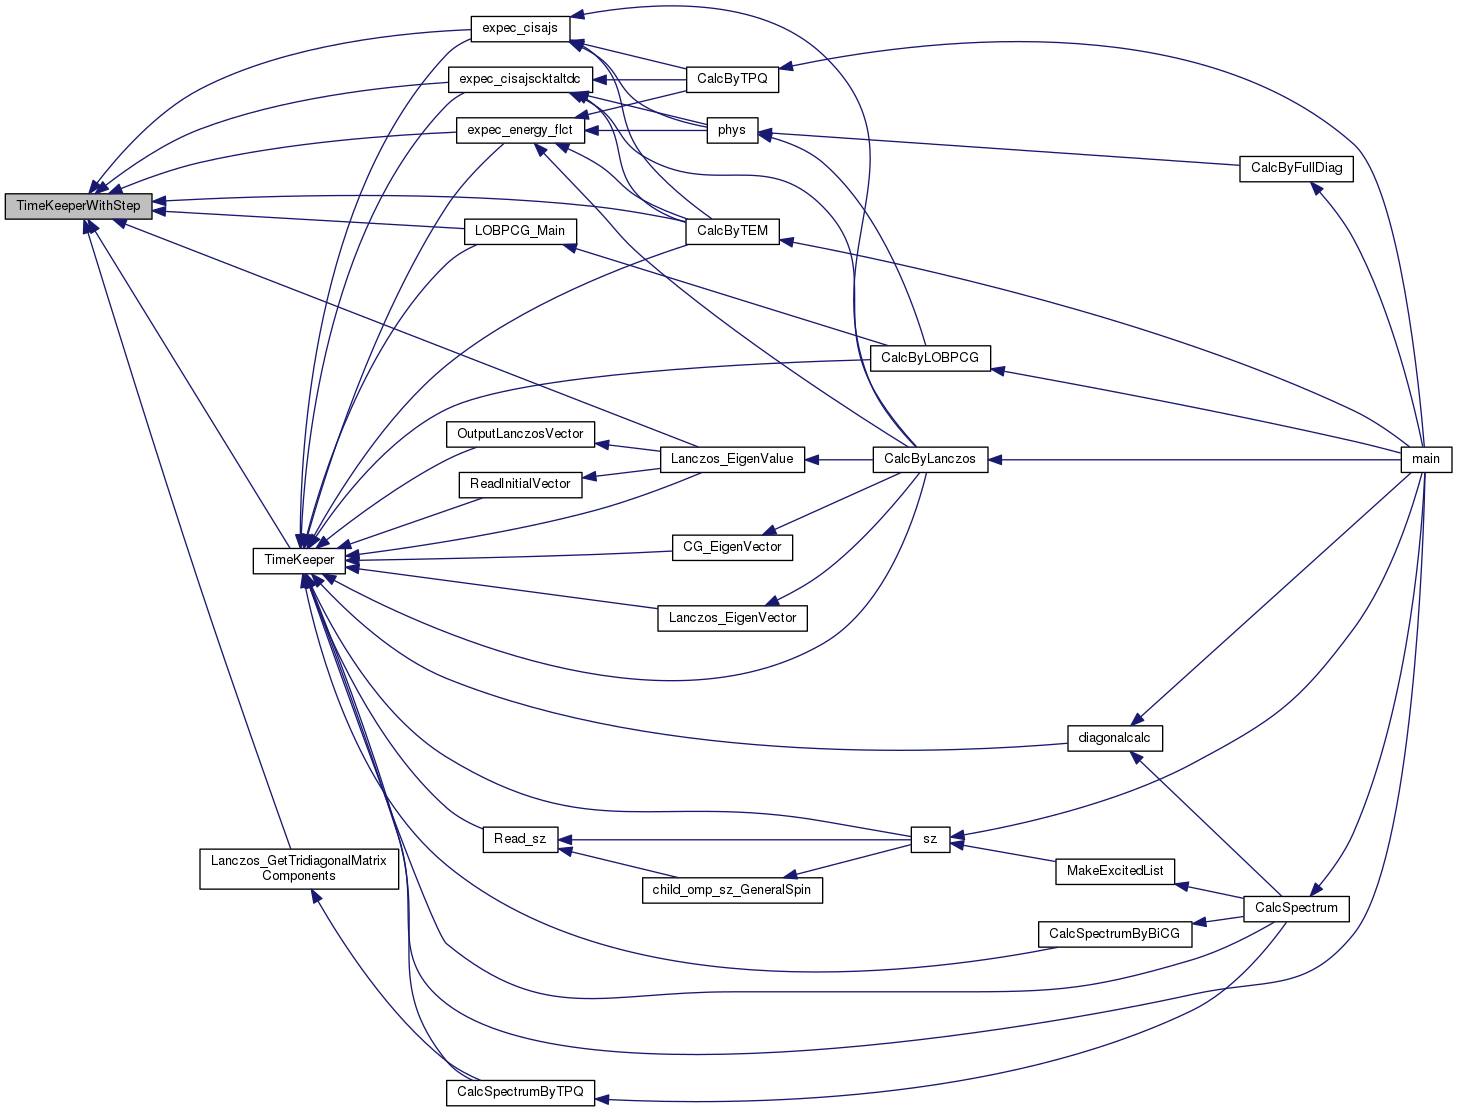 expec_cisajs
expec_cisajscktaltdc
CalcByTPQ
expec_energy_flct
phys
CalcByFullDiag
TimeKeeperWithStep
LOBPCG_Main
CalcByTEM
CalcByLOBPCG
OutputLanczosVector
Lanczos_EigenValue
CalcByLanczos
main
ReadInitialVector
CG_EigenVector
TimeKeeper
Lanczos_EigenVector
diagonalcalc
Read_sz
sz
Lanczos_GetTridiagonalMatrix
Components
MakeExcitedList
child_omp_sz_GeneralSpin
CalcSpectrum
CalcSpectrumByBiCG
CalcSpectrumByTPQ